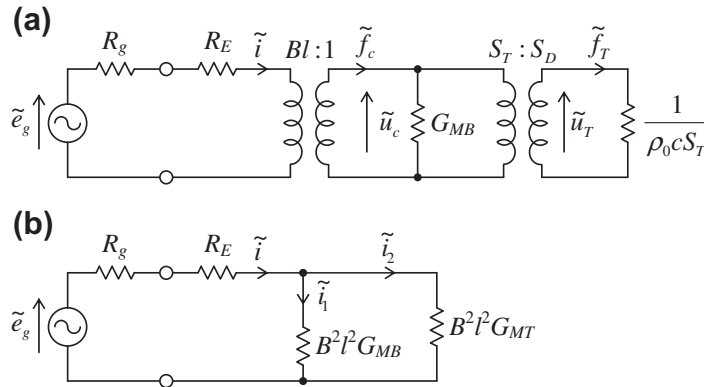 (a)
R_g R_E ĩ Bl : 1 f̃_c S_T : S_D f̃_T
ẽ_g ũ_c G_MB ũ_T 1/(ρ_0cS_T)
(b)
R_g R_E ĩ ĩ_2
ẽ_g ĩ_1 B²l²G_MB B²l²G_MT